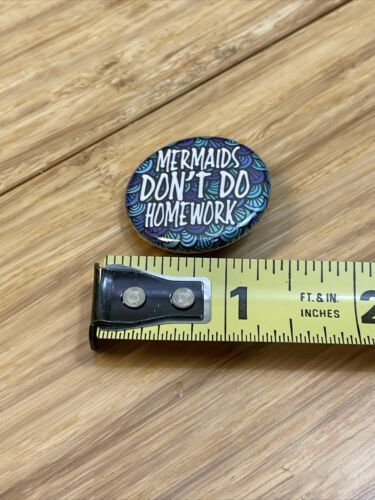 MERMAIDS
DON'T DO
HOMEWORK
1
FT. & IN.
INCHES
2